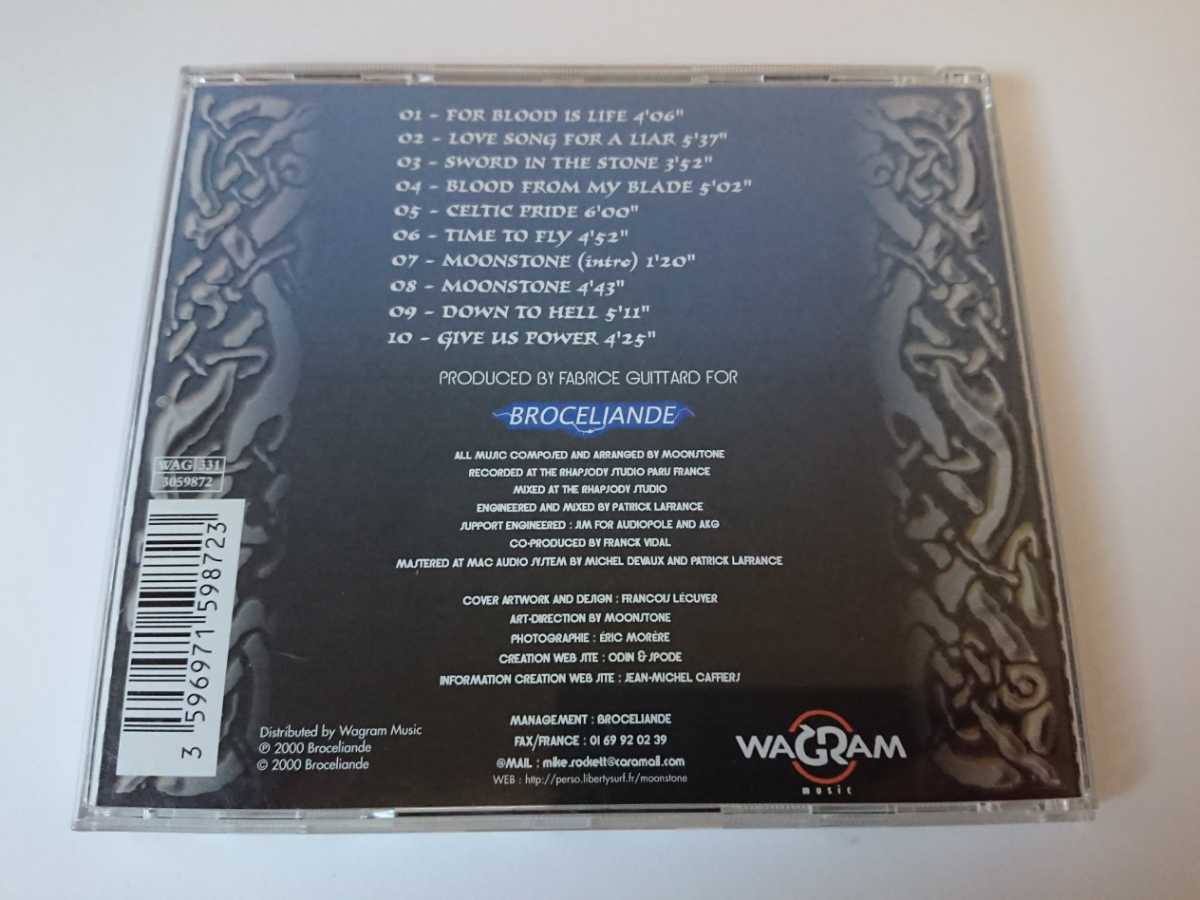 01 - FOR BLOOD IS LIFE 4'06"
02 - LOVE SONG FOR A LIAR 5'37"
03 - SWORD IN THE STONE 3'52"
04 - BLOOD FROM MY BLADE 5'02"
05 - CELTIC PRIDE 6'00"
06 - TIME TO FLY 4'52"
07 - MOONSTONE (intro) 1'20"
08 - MOONSTONE 4'43"
09 - DOWN TO HELL 5'11"
10 - GIVE US POWER 4'25"
PRODUCED BY FABRICE GUITTARD FOR
BROCELIANDE
ALL MUSIC COMPOSED AND ARRANGED BY MOONSTONE
RECORDED AT THE RHAPSODY STUDIO PARIS FRANCE
MIXED AT THE RHAPSODY STUDIO
ENGINEERED AND MIXED BY PATRICK LAFRANCE
SUPPORT ENGINEERED : JIM FOR AUDIOPOLE AND AKG
CO-PRODUCED BY FRANCK VIDAL
MASTERED AT MAC AUDIO SYSTEM BY MICHEL DEVAUX AND PATRICK LAFRANCE
COVER ARTWORK AND DESIGN : FRANCOIS LÉCUYER
ART-DIRECTION BY MOONSTONE
PHOTOGRAPHIE : ÉRIC MORÈRE
CREATION WEB SITE : ODIN & SPODE
INFORMATION CREATION WEB SITE : JEAN-MICHEL CAFFIERS
MANAGEMENT : BROCELIANDE
FAX/FRANCE : 01 69 92 02 39
@MAIL : mike.rockett@caramail.com
WEB : http://perso.libertysurf.fr/moonstone
WAG 331
3059872
3 596971 598723
Distributed by Wagram Music
℗ 2000 Broceliande
© 2000 Broceliande
WAGRAM
music